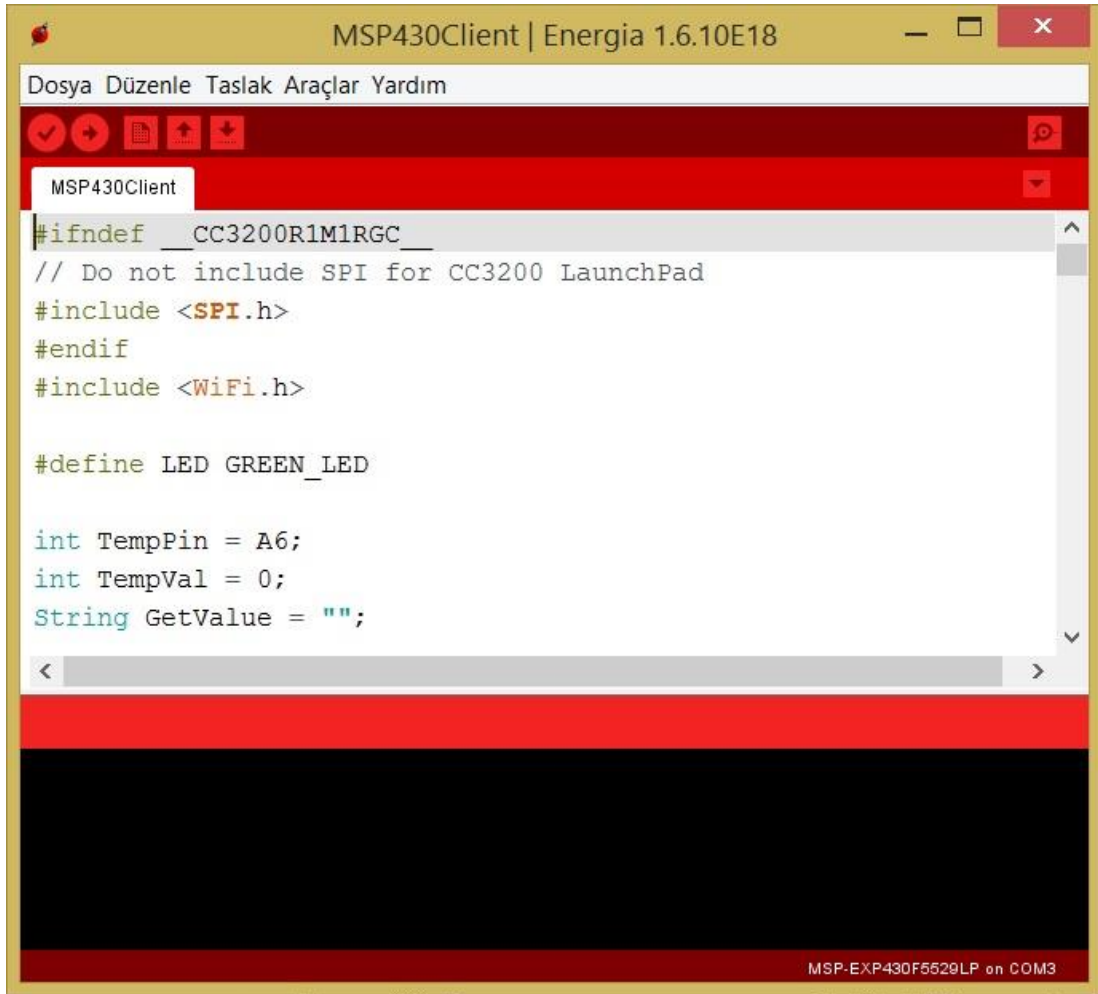 MSP430Client | Energia 1.6.10E18
Dosya Düzenle Taslak Araçlar Yardım
MSP430Client
#ifndef __CC3200R1M1RGC__
// Do not include SPI for CC3200 LaunchPad
#include <SPI.h>
#endif
#include <WiFi.h>
#define LED GREEN_LED
int TempPin = A6;
int TempVal = 0;
String GetValue = "";
MSP-EXP430F5529LP on COM3